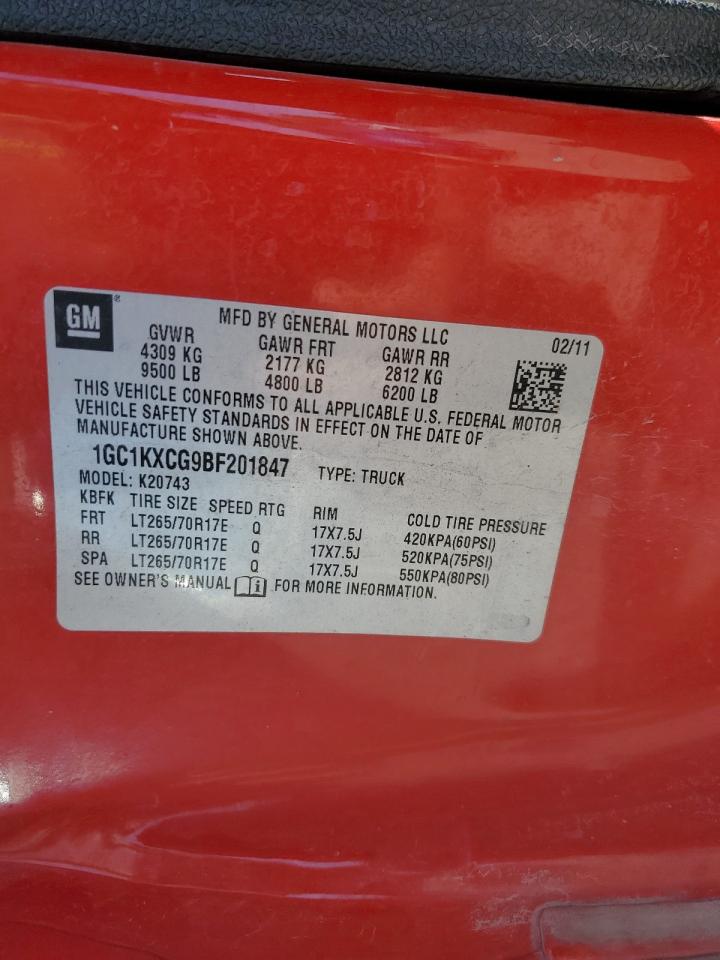 GM®
MFD BY GENERAL MOTORS LLC 02/11
GVWR GAWR FRT GAWR RR
4309 KG 2177 KG 2812 KG
9500 LB 4800 LB 6200 LB
THIS VEHICLE CONFORMS TO ALL APPLICABLE U.S. FEDERAL MOTOR
VEHICLE SAFETY STANDARDS IN EFFECT ON THE DATE OF
MANUFACTURE SHOWN ABOVE.
1GC1KXCG9BF201847 TYPE: TRUCK
MODEL: K20743
KBFK TIRE SIZE SPEED RTG RIM COLD TIRE PRESSURE
FRT LT265/70R17E Q 17X7.5J 420KPA(60PSI)
RR LT265/70R17E Q 17X7.5J 520KPA(75PSI)
SPA LT265/70R17E Q 17X7.5J 550KPA(80PSI)
SEE OWNER'S MANUAL i FOR MORE INFORMATION.